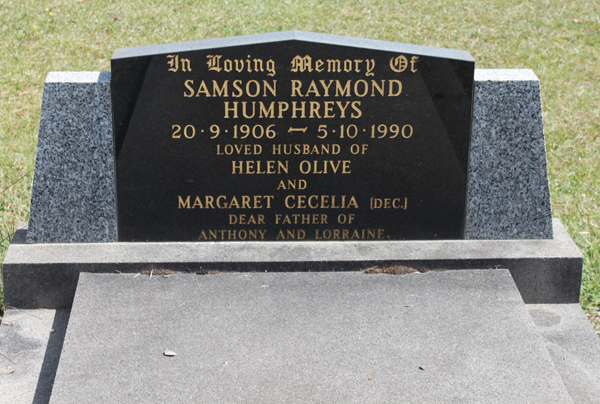 In Loving Memory Of
SAMSON RAYMOND
HUMPHREYS
20·9·1906 ~ 5·10·1990
LOVED HUSBAND OF
HELEN OLIVE
AND
MARGARET CECELIA [DEC.]
DEAR FATHER OF
ANTHONY AND LORRAINE.